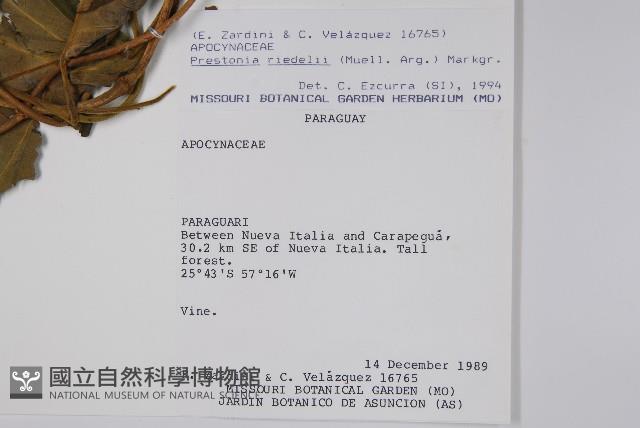 (E. Zardini & C. Velázquez 16765)
APOCYNACEAE
Prestonia riedelii (Muell. Arg.) Markgr.
Det. C. Ezcurra (SI), 1994
MISSOURI BOTANICAL GARDEN HERBARIUM (MO)
PARAGUAY
APOCYNACEAE
PARAGUARI
Between Nueva Italia and Carapeguá,
30.2 km SE of Nueva Italia. Tall
forest.
25°43'S 57°16'W
Vine.
14 December 1989
& C. Velázquez 16765
MISSOURI BOTANICAL GARDEN (MO)
JARDIN BOTANICO DE ASUNCION (AS)
國立自然科學博物館
NATIONAL MUSEUM OF NATURAL SCIENCE